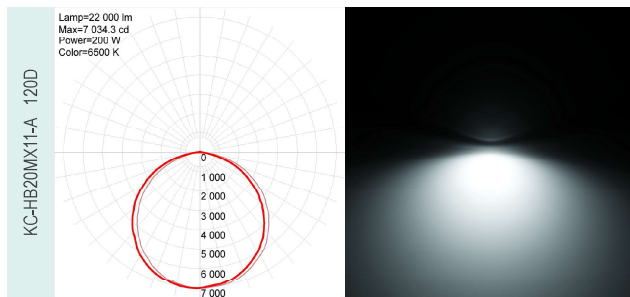 KC-HB20MX11-A 120D
Lamp=22 000 lm
Max=7 034.3 cd
Power=200 W
Color=6500 K
0
1 000
2 000
3 000
4 000
5 000
6 000
7 000